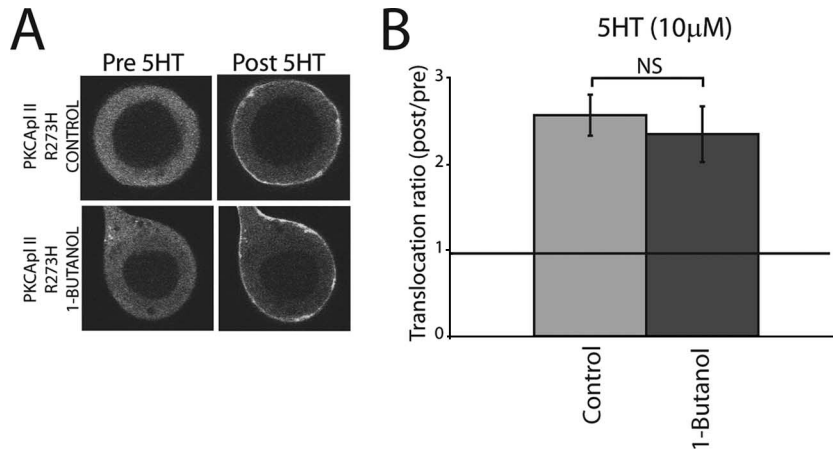 A
Pre 5HT
Post 5HT
PKCApl II
R273H
CONTROL
PKCApl II
R273H
1-BUTANOL
B
5HT (10µM)
NS
Translocation ratio (post/pre)
3
2
1
0
Control
1-Butanol